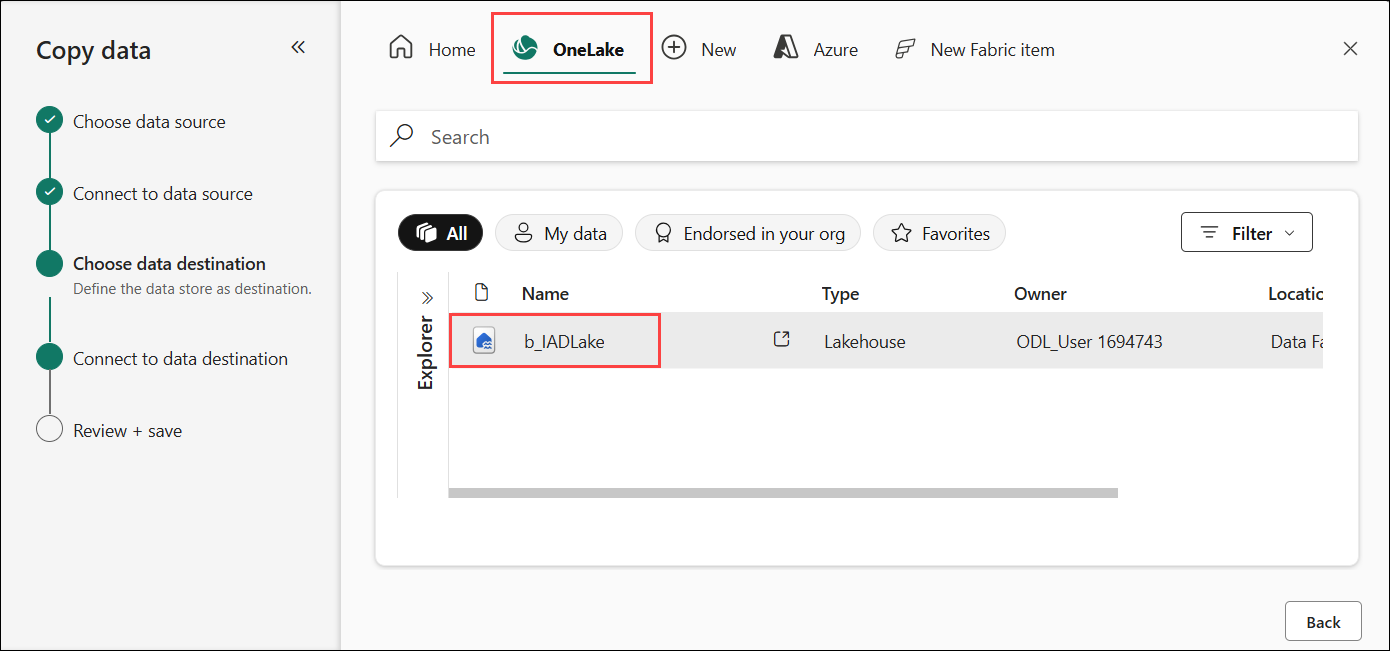 Copy data
Choose data source
Connect to data source
Choose data destination
Define the data store as destination.
Connect to data destination
Review + save
Home OneLake New Azure New Fabric item
Search
All My data Endorsed in your org Favorites Filter
Explorer
Name Type Owner Locatio
b_IADLake Lakehouse ODL_User 1694743 Data Fa
Back